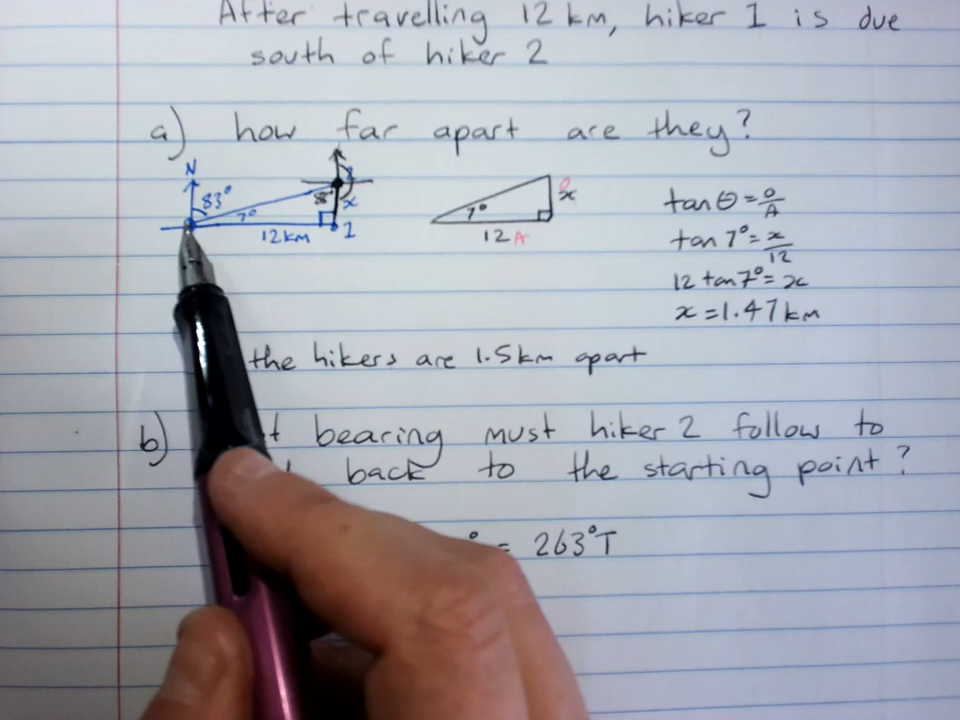 After travelling 12 km, hiker 1 is due
south of hiker 2
a) how far apart are they?
N
83°
7°
x
12km
1
7°
12 A
O
x
tan θ = O/A
tan 7° = x/12
12 tan 7° = x
x = 1.47 km
the hikers are 1.5km apart
b) bearing must hiker 2 follow to
back to the starting point?
° = 263°T